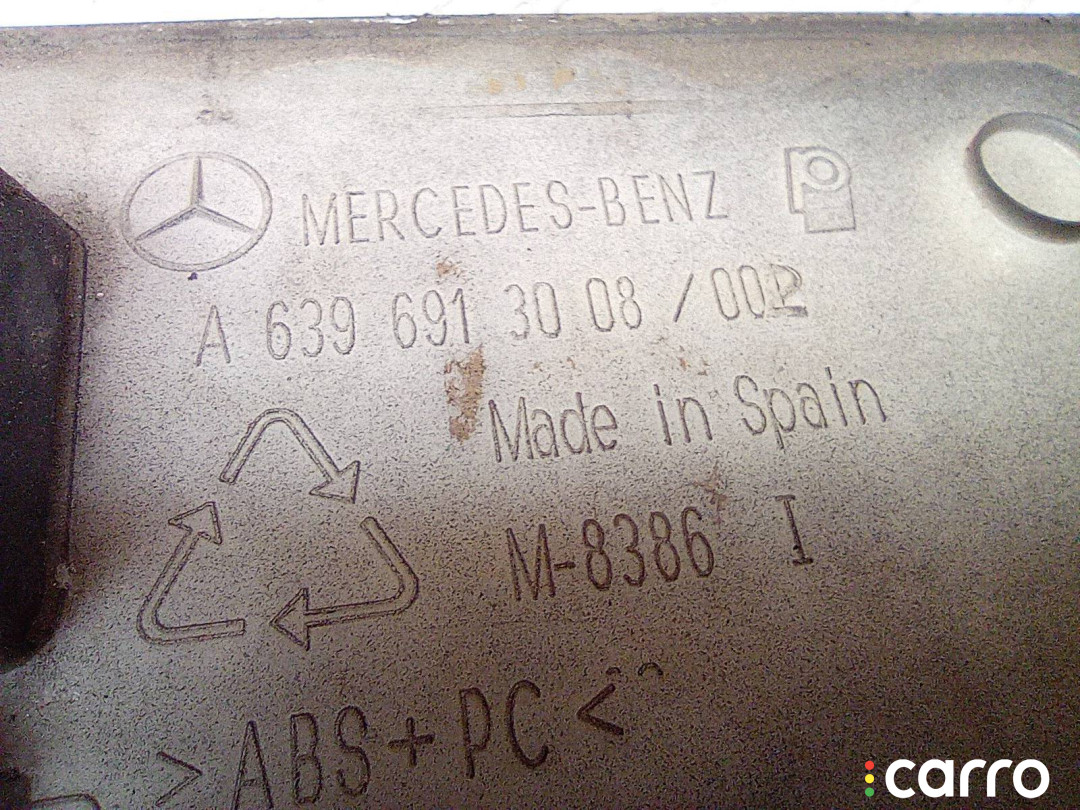 MERCEDES-BENZ
A 639 691 30 08 / 002
Made in Spain
M-8386 I
>ABS+PC<
carro